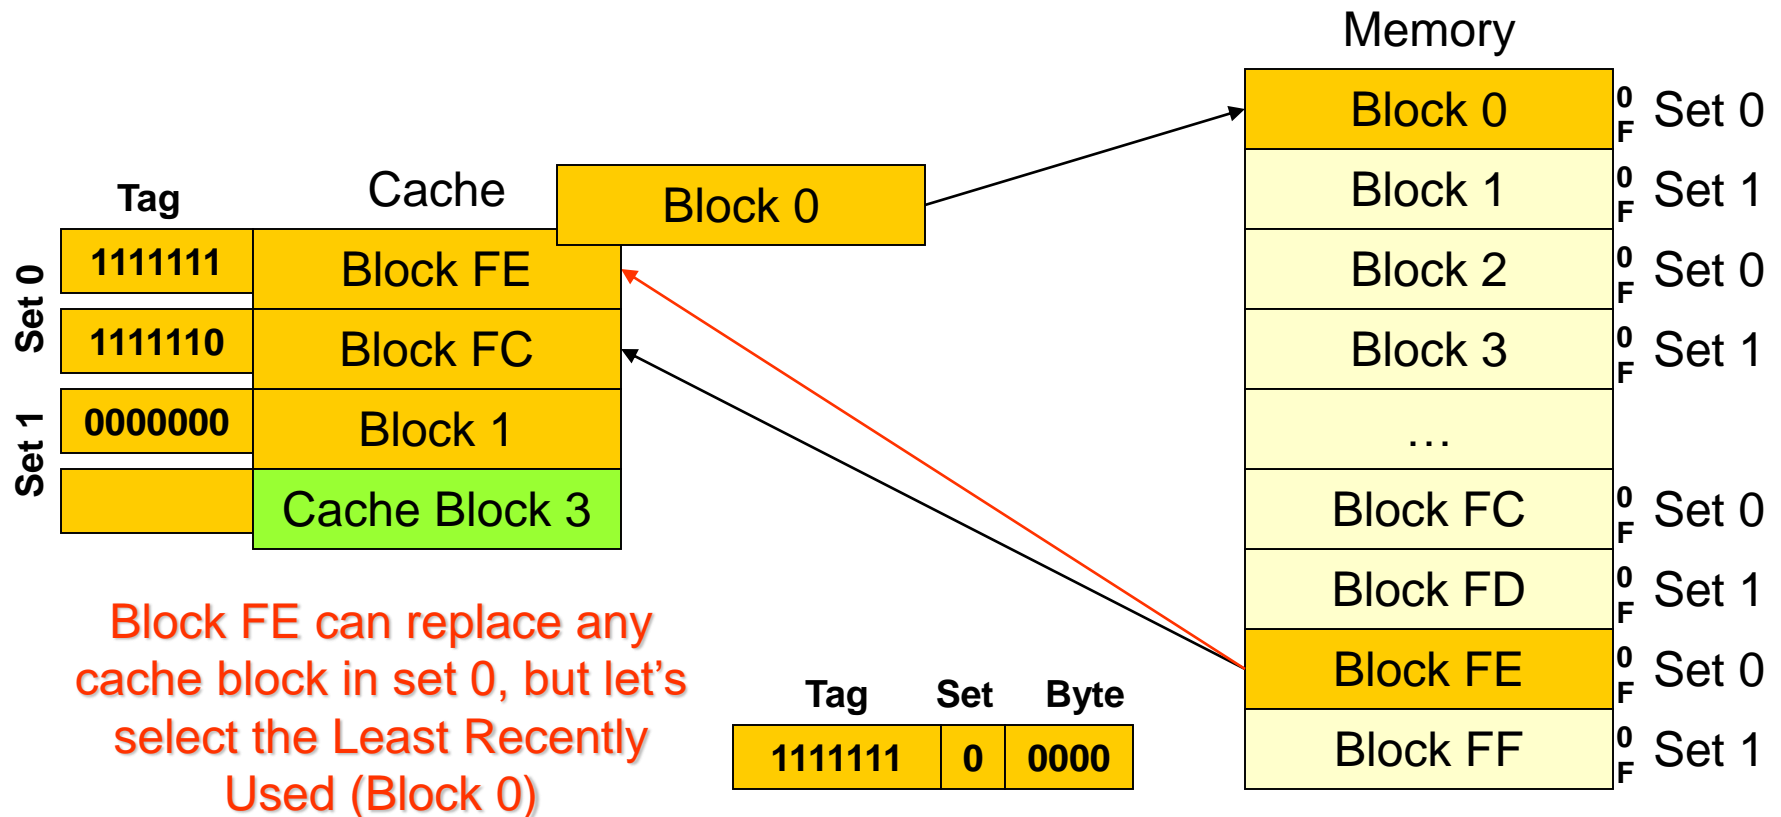 Memory
Block 0 0 F Set 0
Block 1 0 F Set 1
Block 2 0 F Set 0
Block 3 0 F Set 1
…
Block FC 0 F Set 0
Block FD 0 F Set 1
Block FE 0 F Set 0
Block FF 0 F Set 1
Tag Cache
Block 0
Set 0
1111111 Block FE
1111110 Block FC
Set 1
0000000 Block 1
Cache Block 3
Block FE can replace any
cache block in set 0, but let’s
select the Least Recently
Used (Block 0)
Tag Set Byte
1111111 0 0000